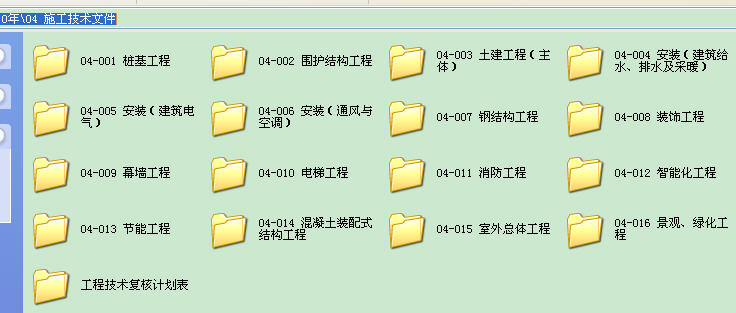 0年\04 施工技术文件
04-001 桩基工程
04-002 围护结构工程
04-003 土建工程(主
体)
04-004 安装(建筑给
水、排水及采暖)
04-005 安装(建筑电
气)
04-006 安装(通风与
空调)
04-007 钢结构工程
04-008 装饰工程
04-009 幕墙工程
04-010 电梯工程
04-011 消防工程
04-012 智能化工程
04-013 节能工程
04-014 混凝土装配式
结构工程
04-015 室外总体工程
04-016 景观、绿化工
程
工程技术复核计划表